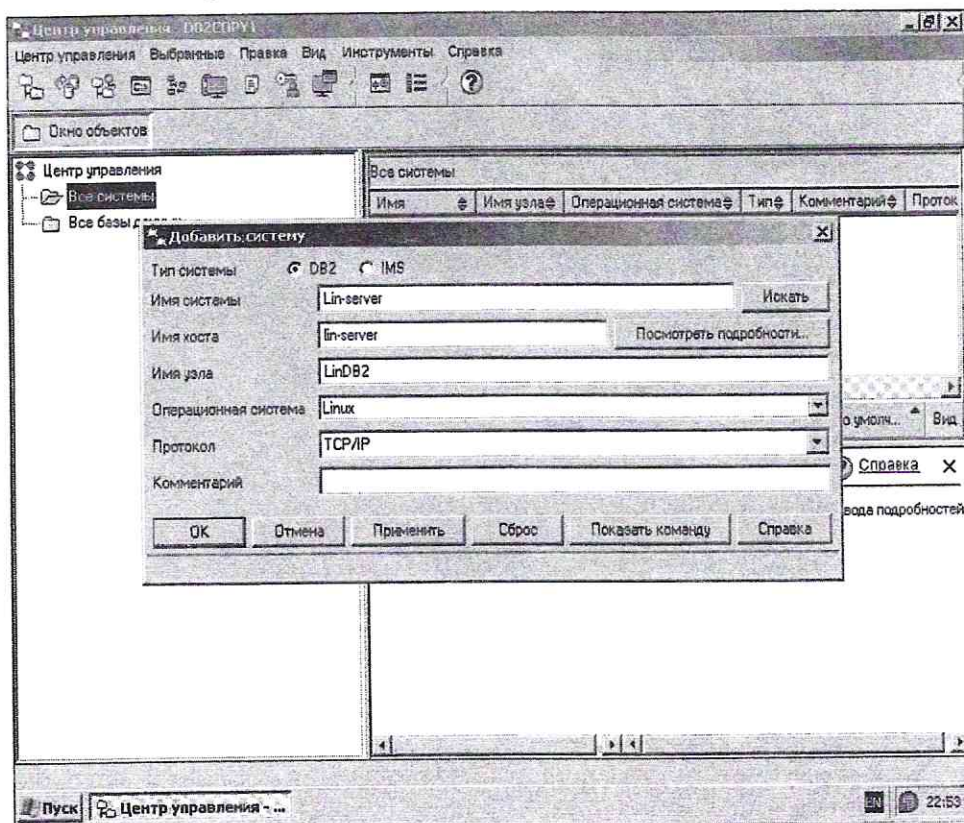 Центр управления - DB2COPY1
Центр управления Выбранные Правка Вид Инструменты Справка
Окно объектов
Центр управления
Все системы
Все базы
Все системы
Имя Имя узла Операционная система Тип Комментарий Проток
Добавить систему
Тип системы DB2 IMS
Имя системы Lin-server Искать
Имя хоста lin-server Посмотреть подробности...
Имя узла LinDB2
Операционная система Linux
Протокол TCP/IP
Комментарий
OK Отмена Применить Сброс Показать команду Справка
о умолч... Вид
Справка
вода подробностей
Пуск Центр управления - ... EN 22:53